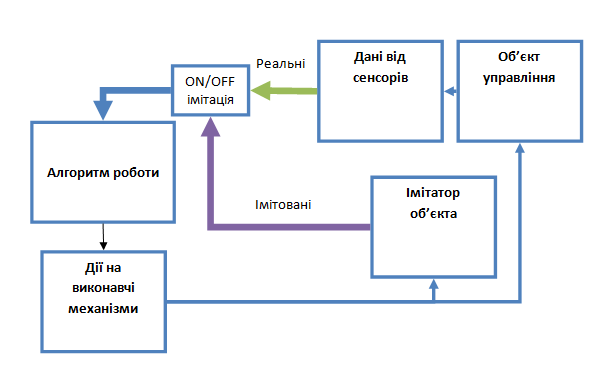 Реальні
ON/OFF
імітація
Дані від
сенсорів
Об’єкт
управління
Алгоритм роботи
Імітовані
Імітатор
об’єкта
Дії на
виконавчі
механізми